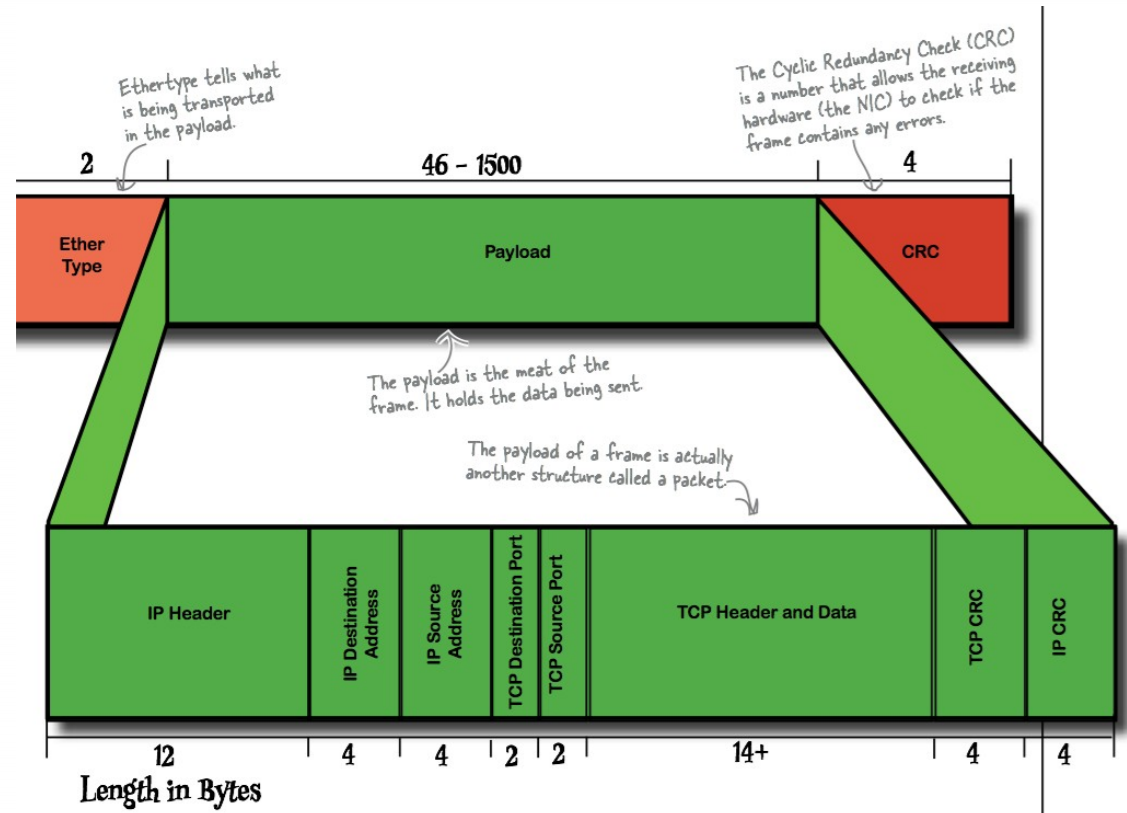 Ethertype tells what
is being transported
in the payload.
The Cyclic Redundancy Check (CRC)
is a number that allows the receiving
hardware (the NIC) to check if the
frame contains any errors.
2
46 - 1500
4
Ether
Type
Payload
CRC
The payload is the meat of the
frame. It holds the data being sent.
The payload of a frame is actually
another structure called a packet.
IP Header
IP Destination
Address
IP Source
Address
TCP Destination Port
TCP Source Port
TCP Header and Data
TCP CRC
IP CRC
12
4
4
2
2
14+
4
4
Length in Bytes